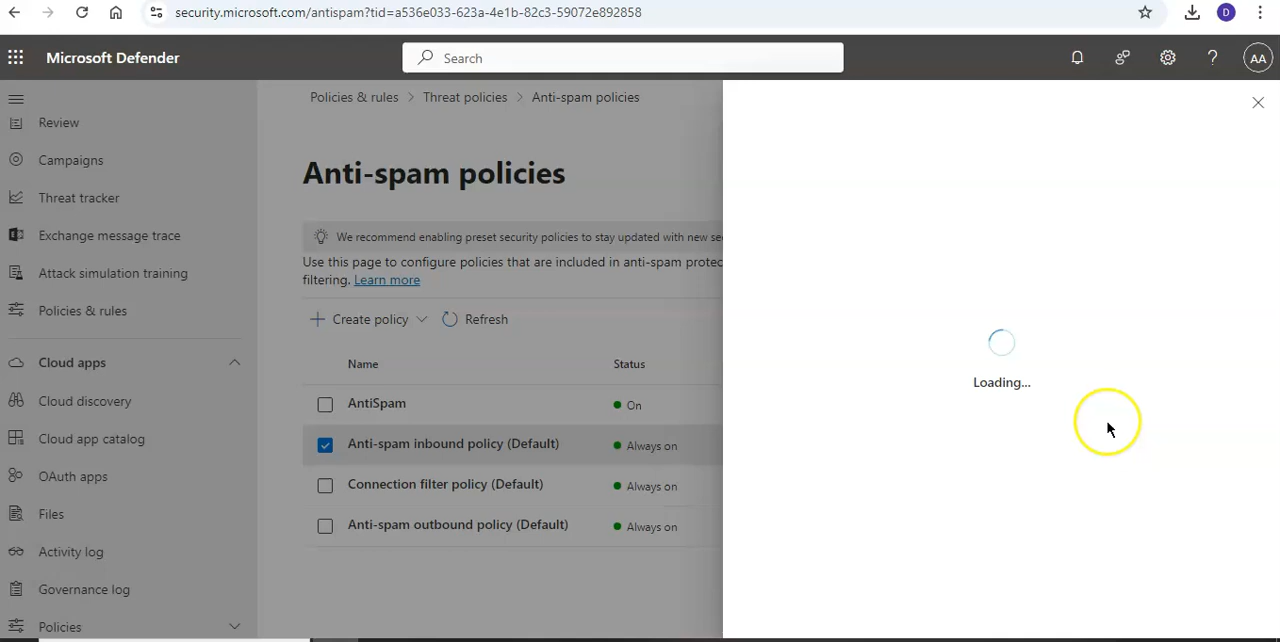 security.microsoft.com/antispam?tid=a536e033-623a-4e1b-82c3-59072e892858
D
Microsoft Defender
Search
AA
Policies & rules > Threat policies > Anti-spam policies
Review
Campaigns
Threat tracker
Exchange message trace
Attack simulation training
Policies & rules
Cloud apps
Cloud discovery
Cloud app catalog
OAuth apps
Files
Activity log
Governance log
Policies
Anti-spam policies
We recommend enabling preset security policies to stay updated with new
Use this page to configure policies that are included in anti-spam
filtering. Learn more
Create policy
Refresh
Name Status
AntiSpam On
Anti-spam inbound policy (Default) Always on
Connection filter policy (Default) Always on
Anti-spam outbound policy (Default) Always on
Loading...